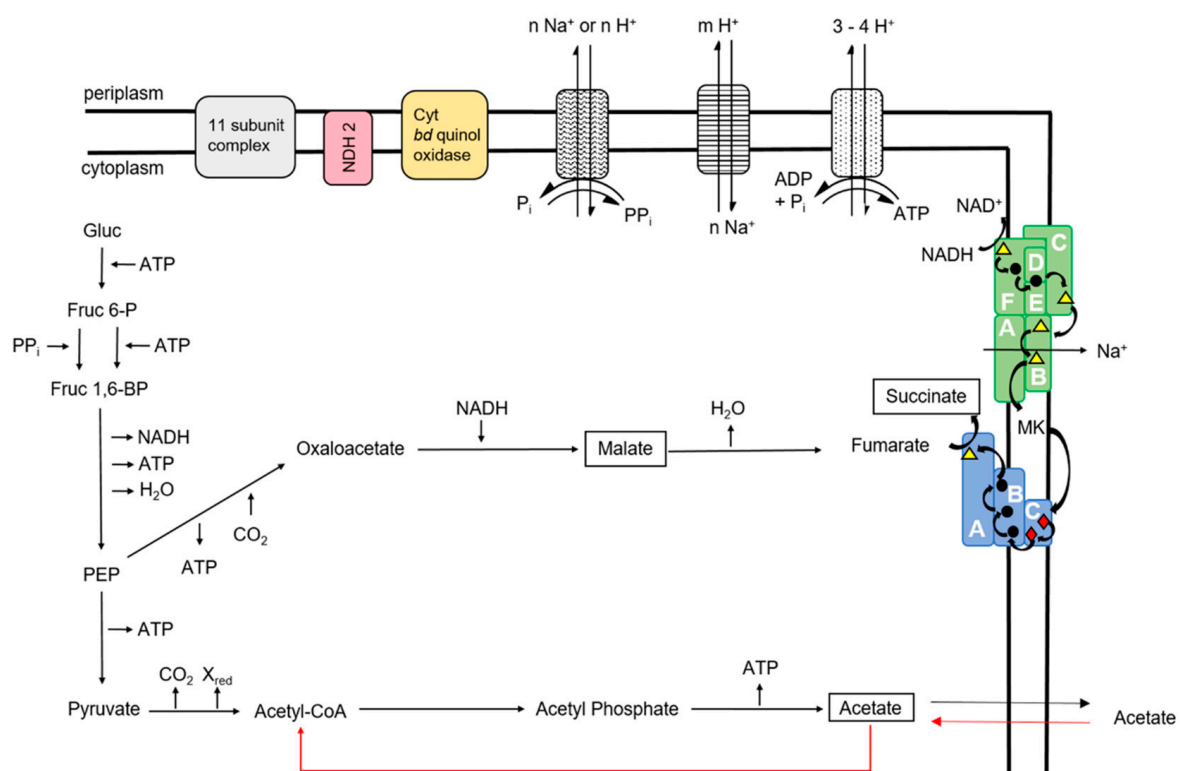 n Na⁺ or n H⁺
m H⁺
3 - 4 H⁺
periplasm
11 subunit
complex
NDH 2
Cyt
bd quinol
oxidase
cytoplasm
Pᵢ
PPᵢ
n Na⁺
ADP
+ Pᵢ
ATP
NAD⁺
NADH
C
D
F
E
A
B
Na⁺
Gluc
ATP
Fruc 6-P
PPᵢ
ATP
Fruc 1,6-BP
NADH
ATP
H₂O
Oxaloacetate
NADH
Malate
H₂O
Fumarate
Succinate
MK
A
B
C
CO₂
ATP
PEP
ATP
Pyruvate
CO₂ Xred
Acetyl-CoA
Acetyl Phosphate
ATP
Acetate
Acetate